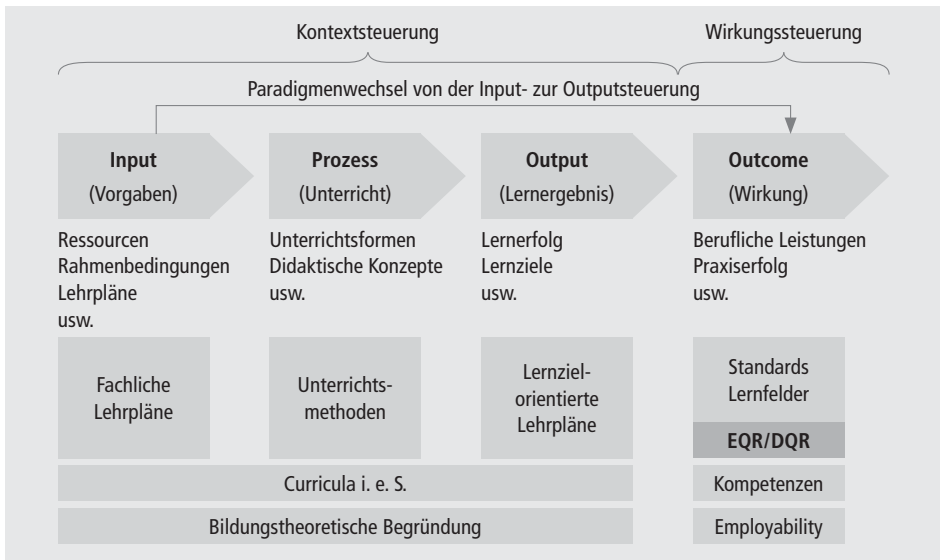 Kontextsteuerung
Wirkungssteuerung
Paradigmenwechsel von der Input- zur Outputsteuerung
Input
(Vorgaben)
Prozess
(Unterricht)
Output
(Lernergebnis)
Outcome
(Wirkung)
Ressourcen
Rahmenbedingungen
Lehrpläne
usw.
Unterrichtsformen
Didaktische Konzepte
usw.
Lernerfolg
Lernziele
usw.
Berufliche Leistungen
Praxiserfolg
usw.
Fachliche
Lehrpläne
Unterrichts-
methoden
Lernziel-
orientierte
Lehrpläne
Standards
Lernfelder
EQR/DQR
Curricula i. e. S.
Kompetenzen
Bildungstheoretische Begründung
Employability